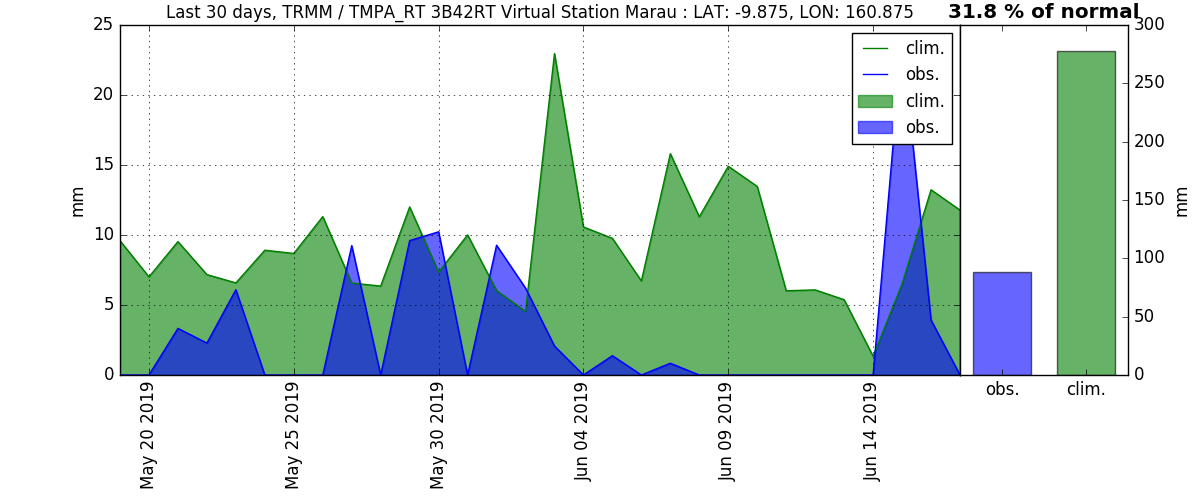 Last 30 days, TRMM / TMPA_RT 3B42RT Virtual Station Marau : LAT: -9.875, LON: 160.875
31.8 % of normal
25
20
15
10
5
0
mm
clim.
obs.
clim.
obs.
300
250
200
150
100
50
0
mm
May 20 2019
May 25 2019
May 30 2019
Jun 04 2019
Jun 09 2019
Jun 14 2019
obs.
clim.